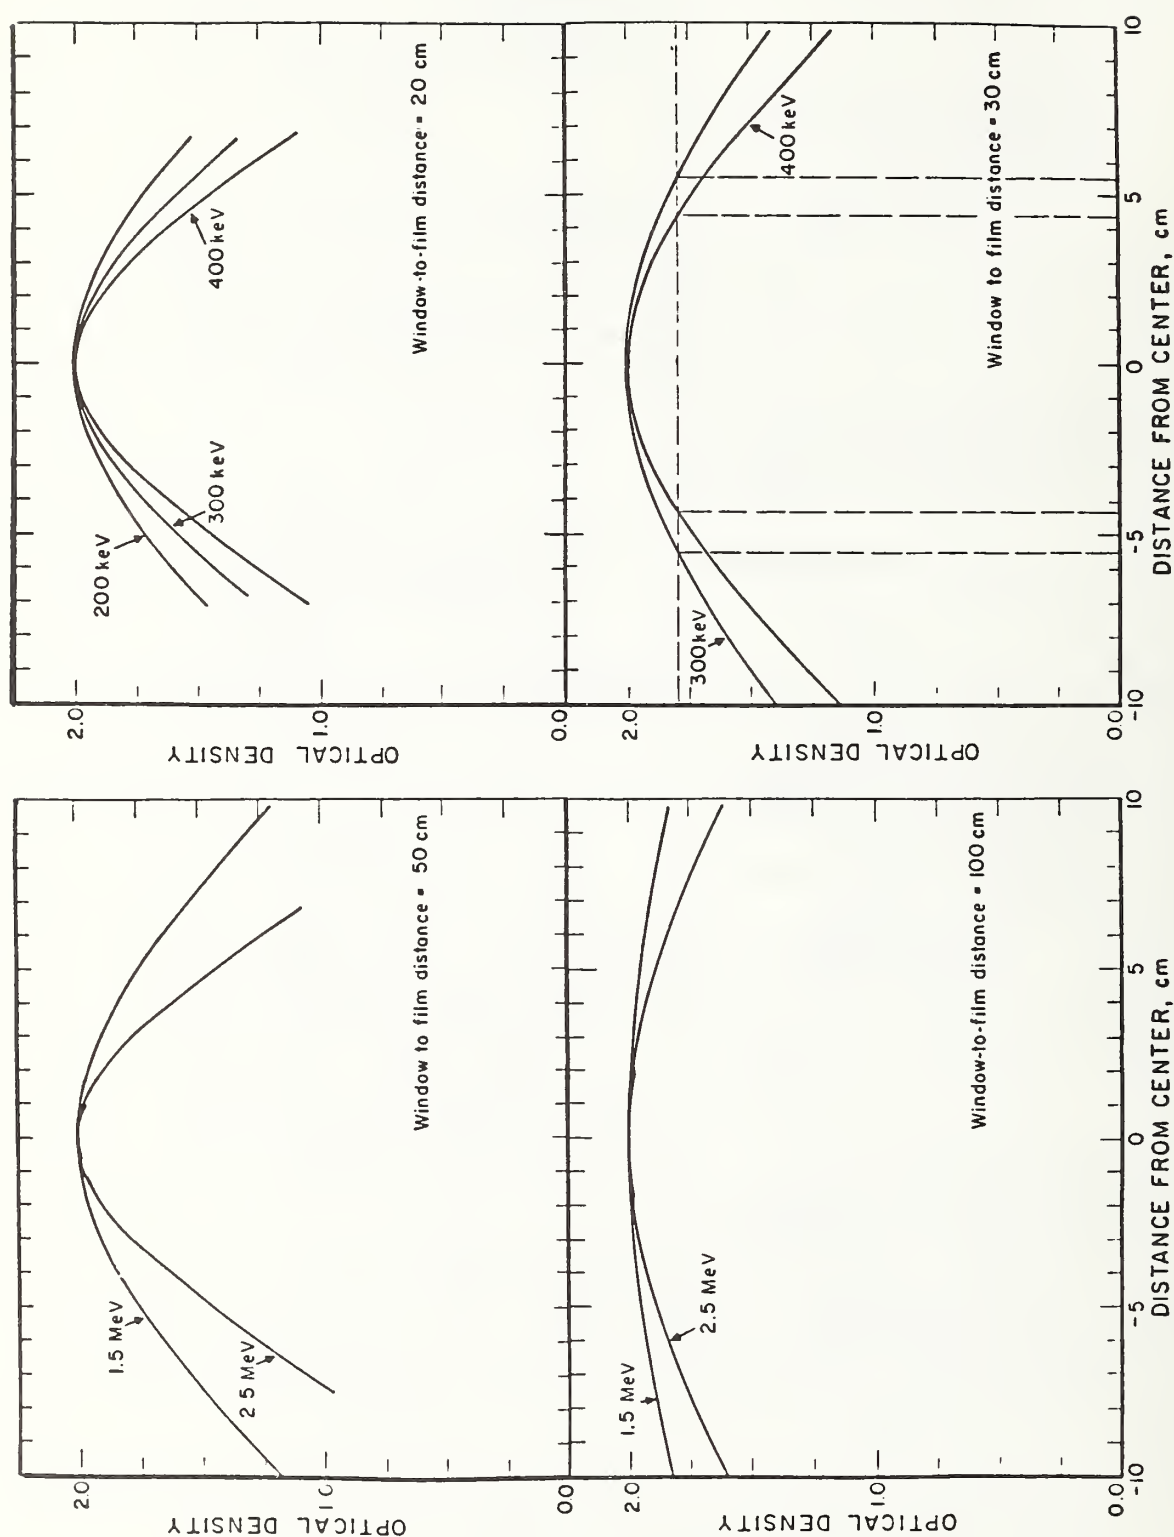 OPTICAL DENSITY
2.0
1.0
0.0
1.5 MeV
2 5 MeV
Window to film distance = 50 cm
OPTICAL DENSITY
2.0
1.0
0.0
200 keV
300 keV
400 keV
Window-to-film distance = 20 cm
OPTICAL DENSITY
2.0
1.0
0.0
1.5 MeV
2.5 MeV
Window-to-film distance = 100 cm
-10
-5
0
5
10
DISTANCE FROM CENTER, cm
OPTICAL DENSITY
2.0
1.0
0.0
300 keV
400 keV
Window to film distance = 30 cm
-10
-5
0
5
10
DISTANCE FROM CENTER, cm